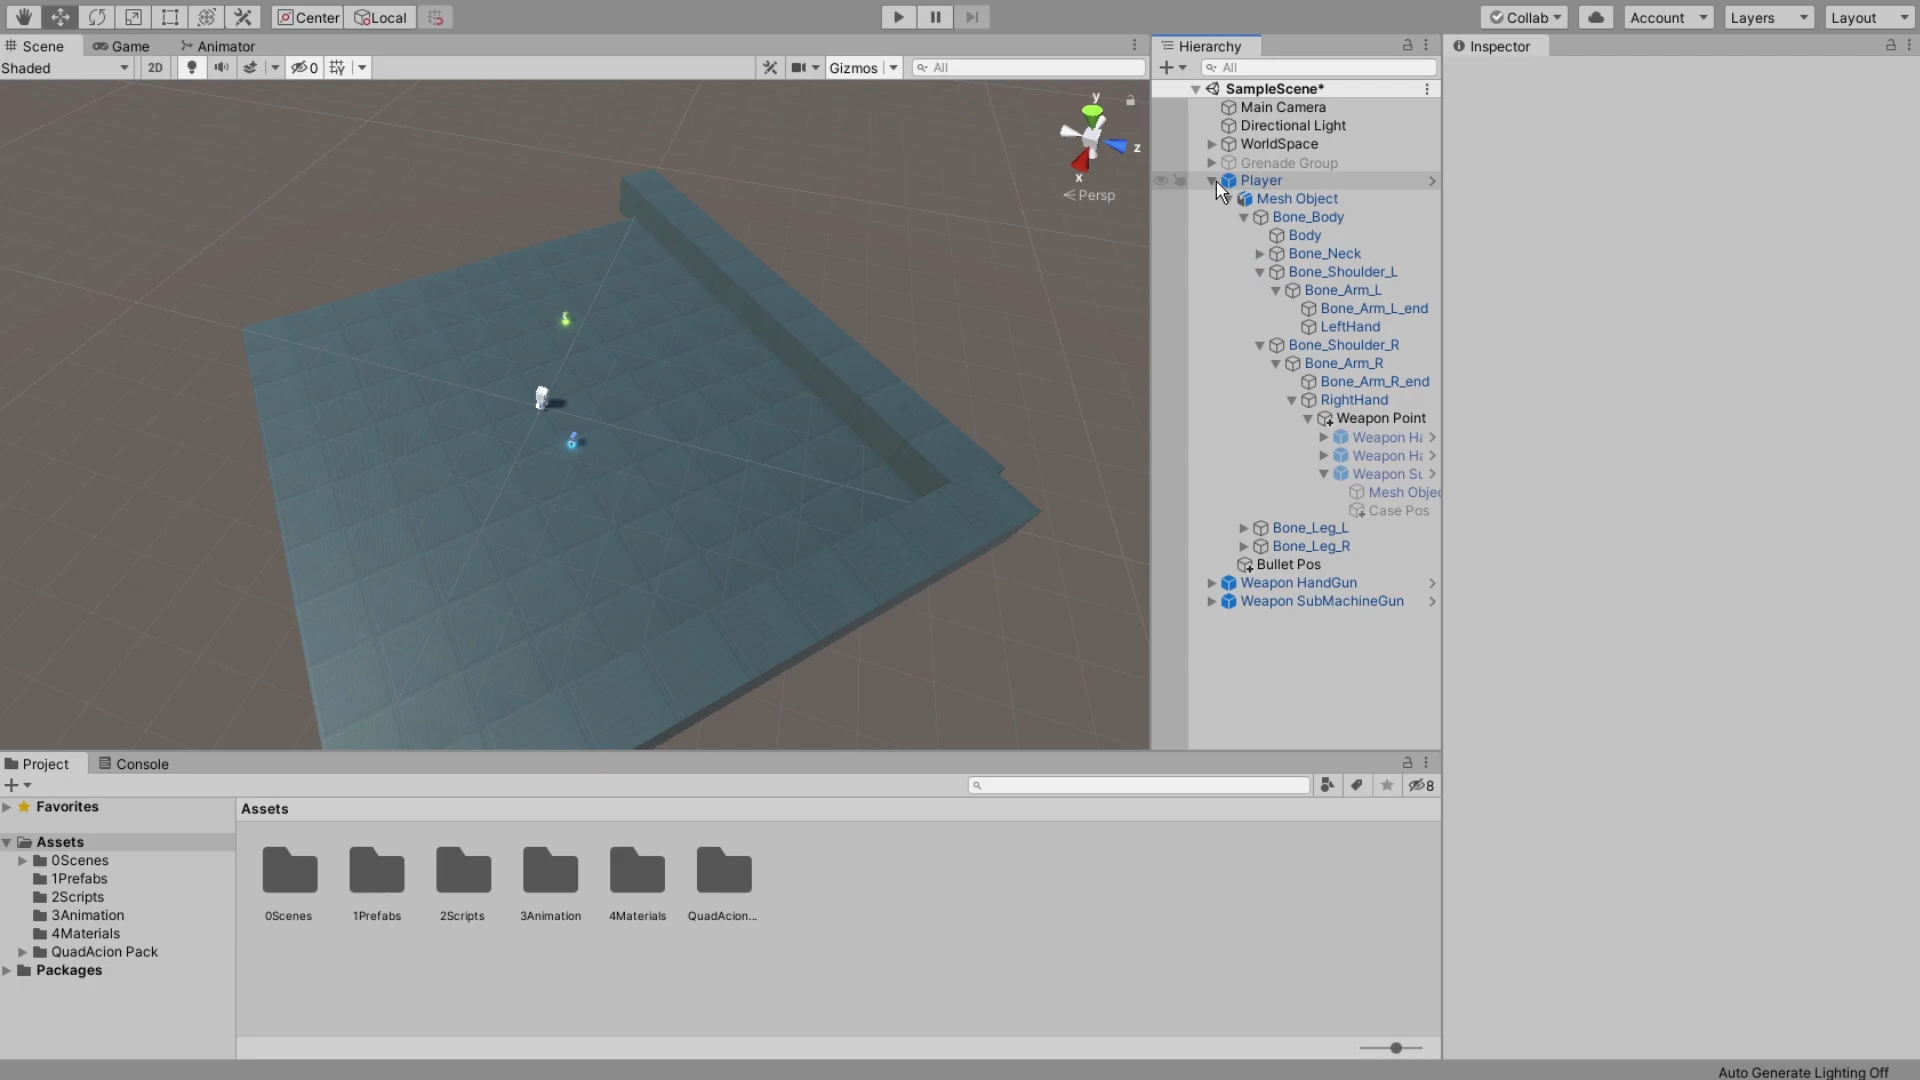 Center
Local
Collab
Account
Layers
Layout
Scene
Game
Animator
Hierarchy
Inspector
Shaded
2D
0
Gizmos
All
All
SampleScene*
Main Camera
Directional Light
WorldSpace
Grenade Group
Player
Mesh Object
Bone_Body
Body
Bone_Neck
Bone_Shoulder_L
Bone_Arm_L
Bone_Arm_L_end
LeftHand
Bone_Shoulder_R
Bone_Arm_R
Bone_Arm_R_end
RightHand
Weapon Point
Weapon Ha
Weapon Ha
Weapon Su
Mesh Objec
Case Pos
Bone_Leg_L
Bone_Leg_R
Bullet Pos
Weapon HandGun
Weapon SubMachineGun
y
z
x
Persp
Project
Console
8
Favorites
Assets
0Scenes
1Prefabs
2Scripts
3Animation
4Materials
QuadAcion Pack
Packages
Assets
0Scenes
1Prefabs
2Scripts
3Animation
4Materials
QuadAcion...
Auto Generate Lighting Off